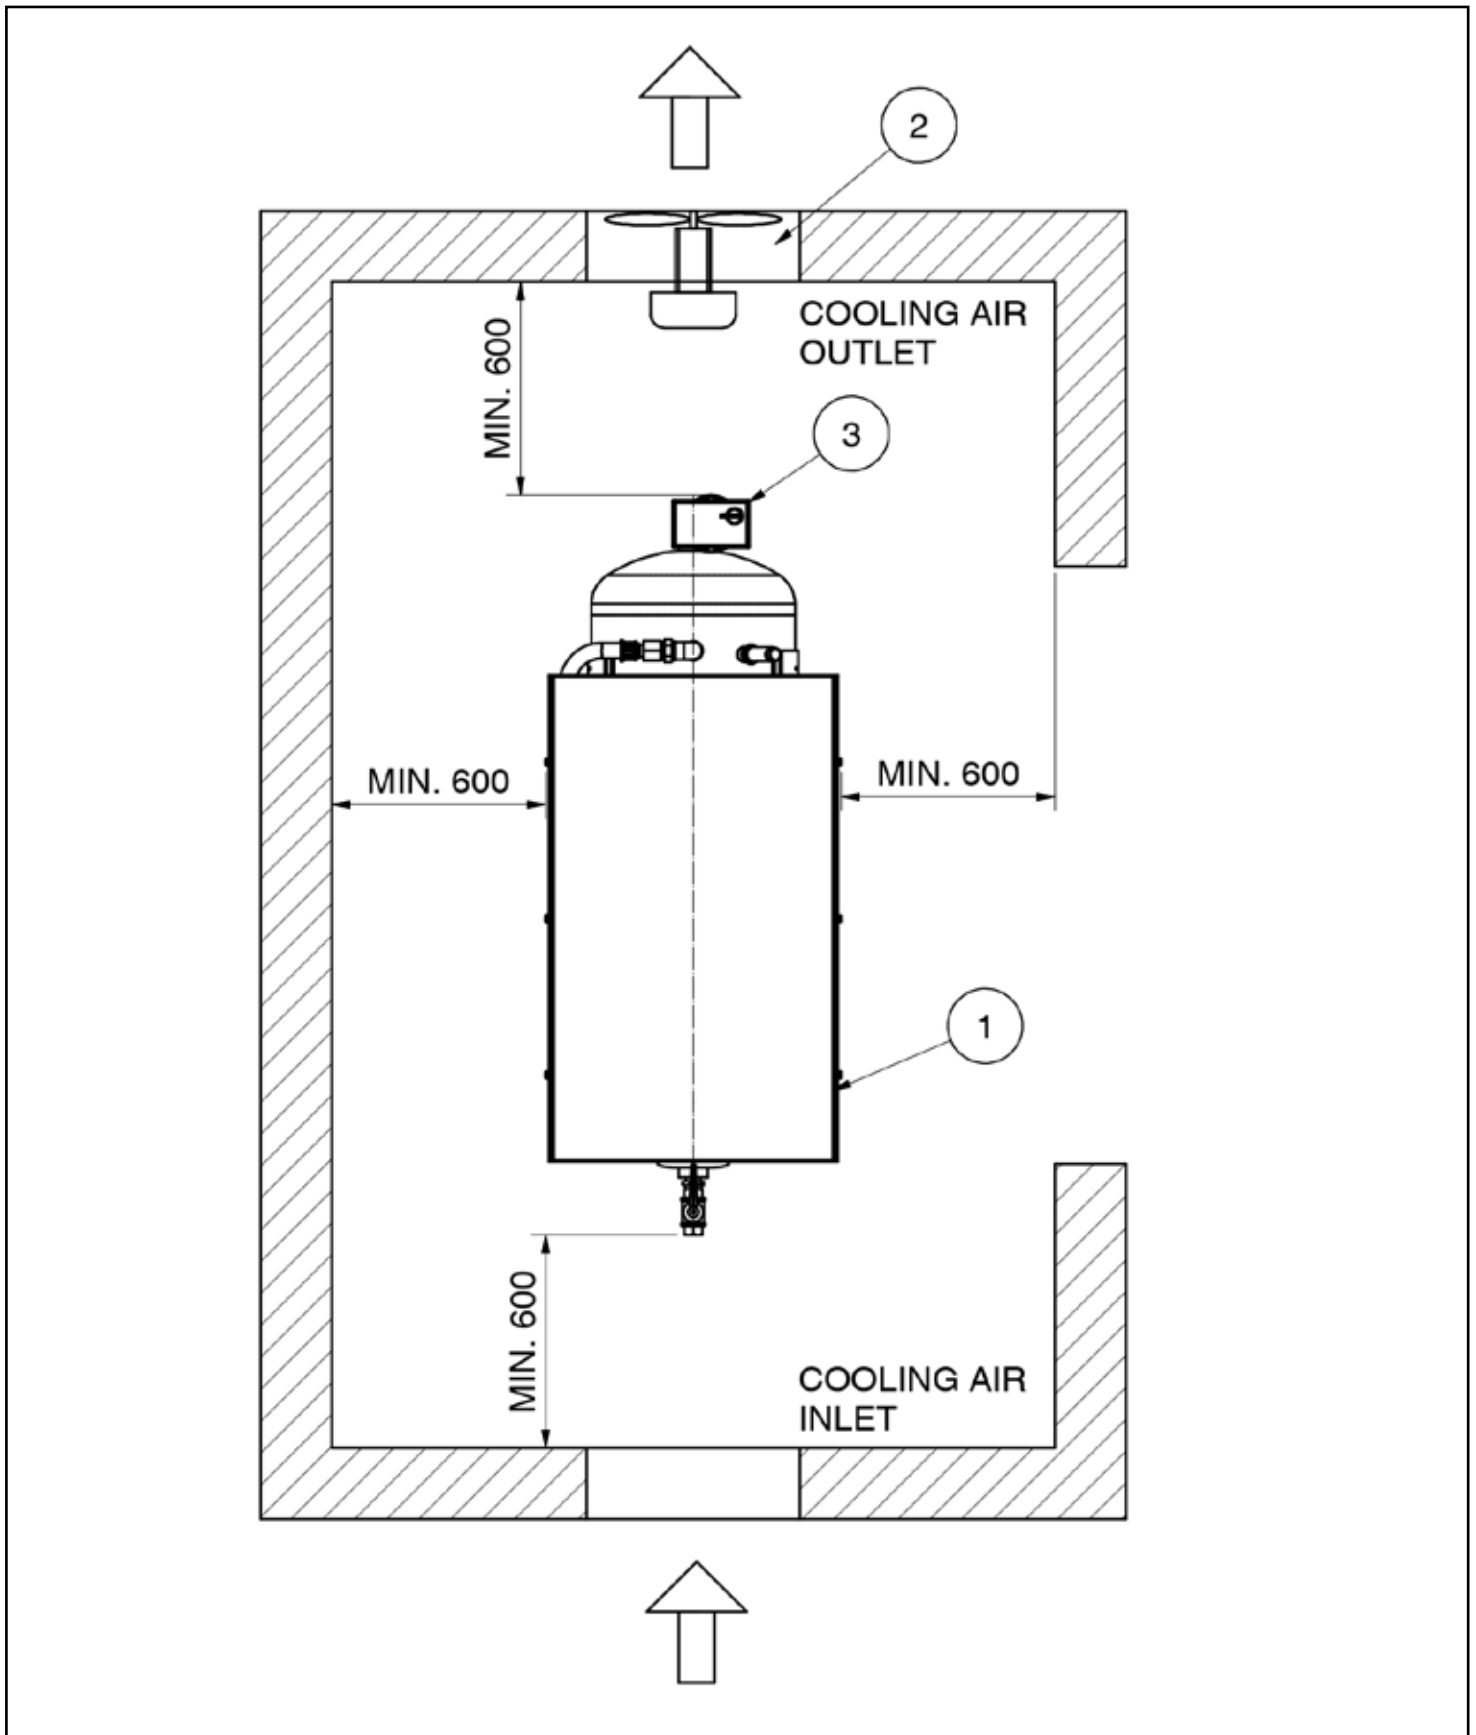 2
COOLING AIR
OUTLET
MIN. 600
3
MIN. 600
MIN. 600
1
MIN. 600
COOLING AIR
INLET